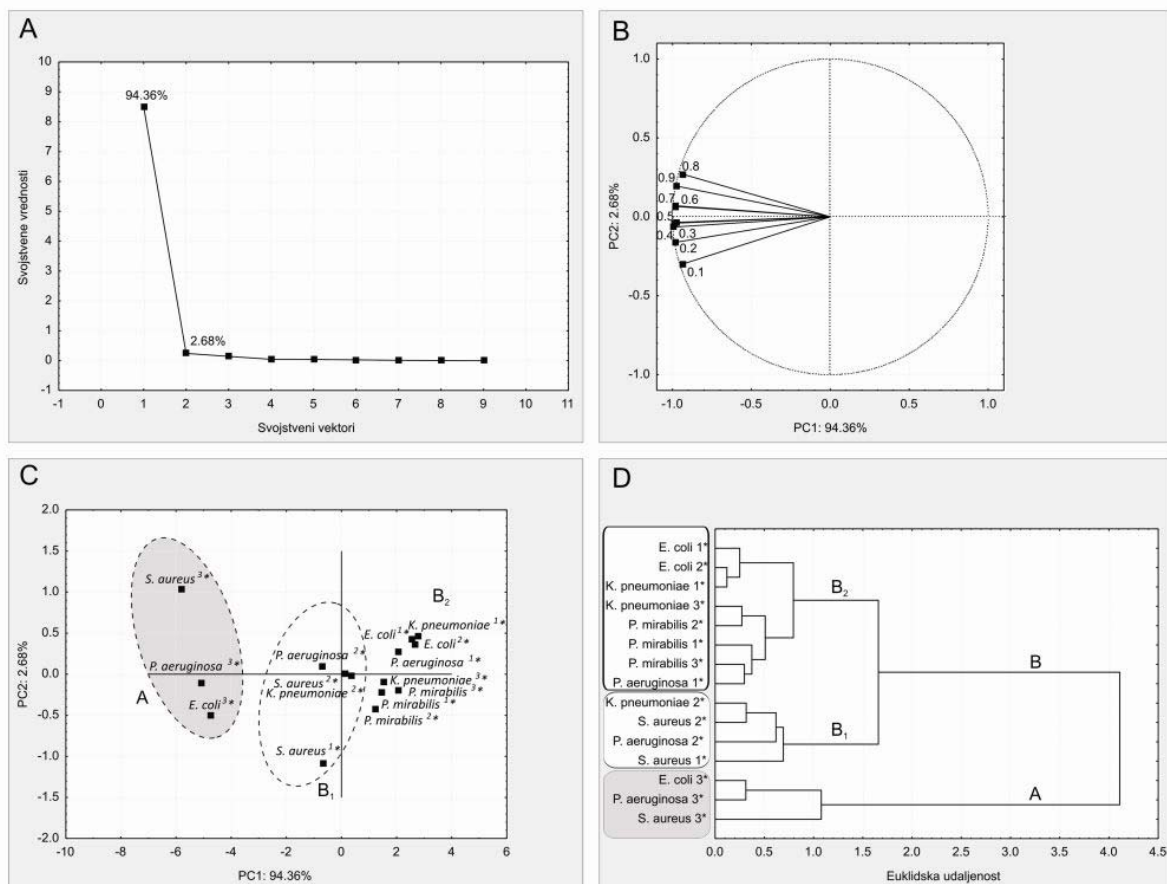 A
10
9
8
7
6
5
4
3
2
1
0
-1
94.36%
2.68%
Svojstvene vrednosti
-1 0 1 2 3 4 5 6 7 8 9 10 11
Svojstveni vektori
B
1.0
0.5
0.0
-0.5
-1.0
PC2: 2.68%
0.8
0.9
0.7 0.6
0.5
0.4 0.3
0.2
0.1
-1.0 -0.5 0.0 0.5 1.0
PC1: 94.36%
C
2.0
1.5
1.0
0.5
0.0
-0.5
-1.0
-1.5
-2.0
PC2: 2.68%
S. aureus 3*
P. aeruginosa 3*
A
E. coli 3*
B2
K. pneumoniae 1*
E. coli 1*
E. coli 2*
P. aeruginosa 2*
P. aeruginosa 1*
S. aureus 2*
K. pneumoniae 3*
K. pneumoniae 2*
P. mirabilis 3*
P. mirabilis 1*
P. mirabilis 2*
S. aureus 1*
B1
-10 -8 -6 -4 -2 0 2 4 6
PC1: 94.36%
D
E. coli 1*
E. coli 2*
K. pneumoniae 1*
K. pneumoniae 3*
P. mirabilis 2*
P. mirabilis 1*
P. mirabilis 3*
P. aeruginosa 1*
K. pneumoniae 2*
S. aureus 2*
P. aeruginosa 2*
S. aureus 1*
E. coli 3*
P. aeruginosa 3*
S. aureus 3*
B2
B
B1
A
0.0 0.5 1.0 1.5 2.0 2.5 3.0 3.5 4.0 4.5
Euklidska udaljenost